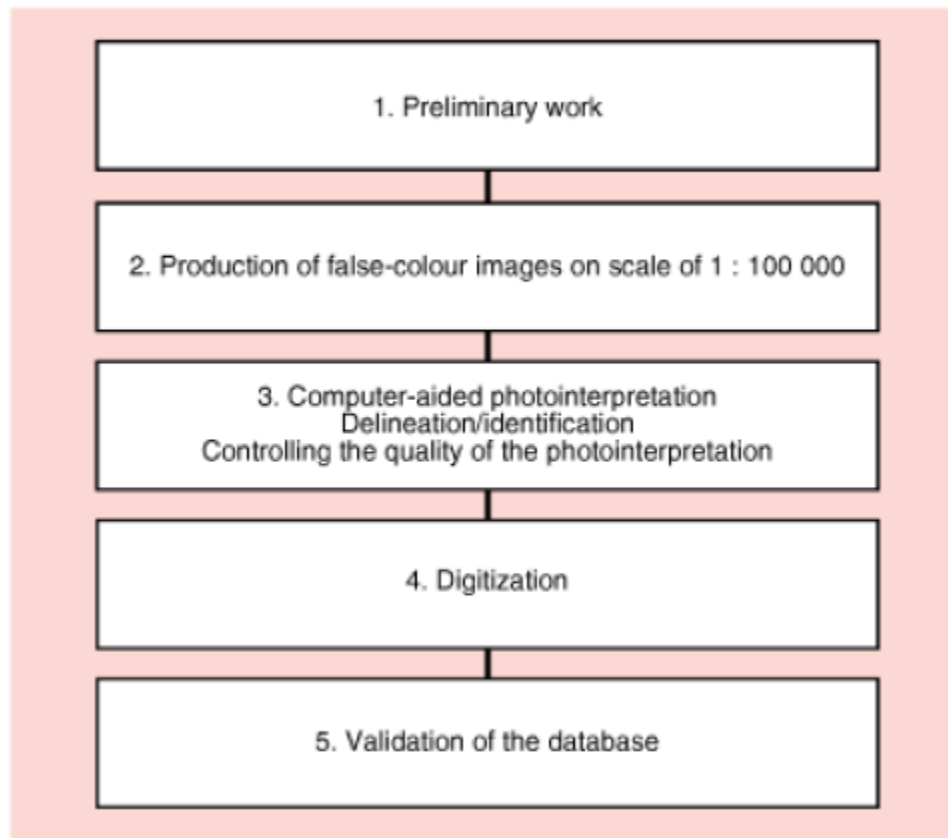 1. Preliminary work
2. Production of false-colour images on scale of 1 : 100 000
3. Computer-aided photointerpretation
Delineation/identification
Controlling the quality of the photointerpretation
4. Digitization
5. Validation of the database